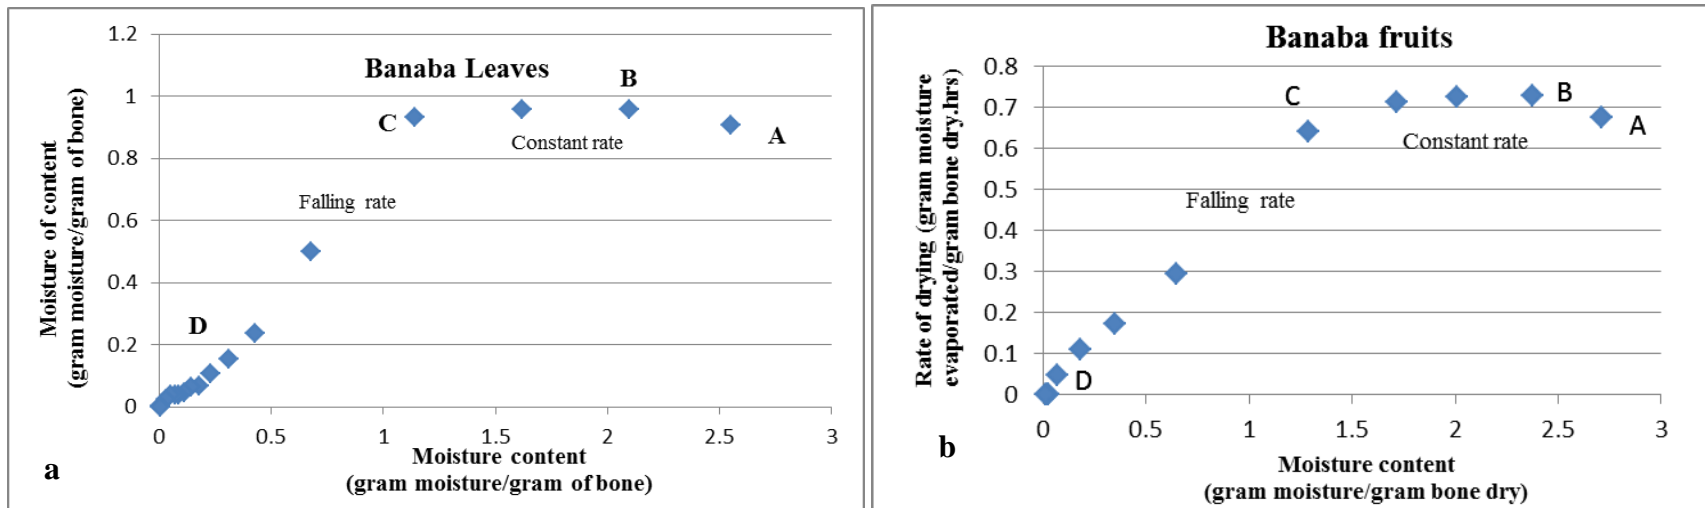 Banaba Leaves
Moisture of content
(gram moisture/gram of bone)
1.2
1
0.8
0.6
0.4
0.2
0
B
C
A
Constant rate
Falling rate
D
0 0.5 1 1.5 2 2.5 3
Moisture content
(gram moisture/gram of bone)
a
Banaba fruits
Rate of drying (gram moisture
evaporated/gram bone dry.hrs)
0.8
0.7
0.6
0.5
0.4
0.3
0.2
0.1
0
C
B
A
Constant rate
Falling rate
D
0 0.5 1 1.5 2 2.5 3
Moisture content
(gram moisture/gram bone dry)
b